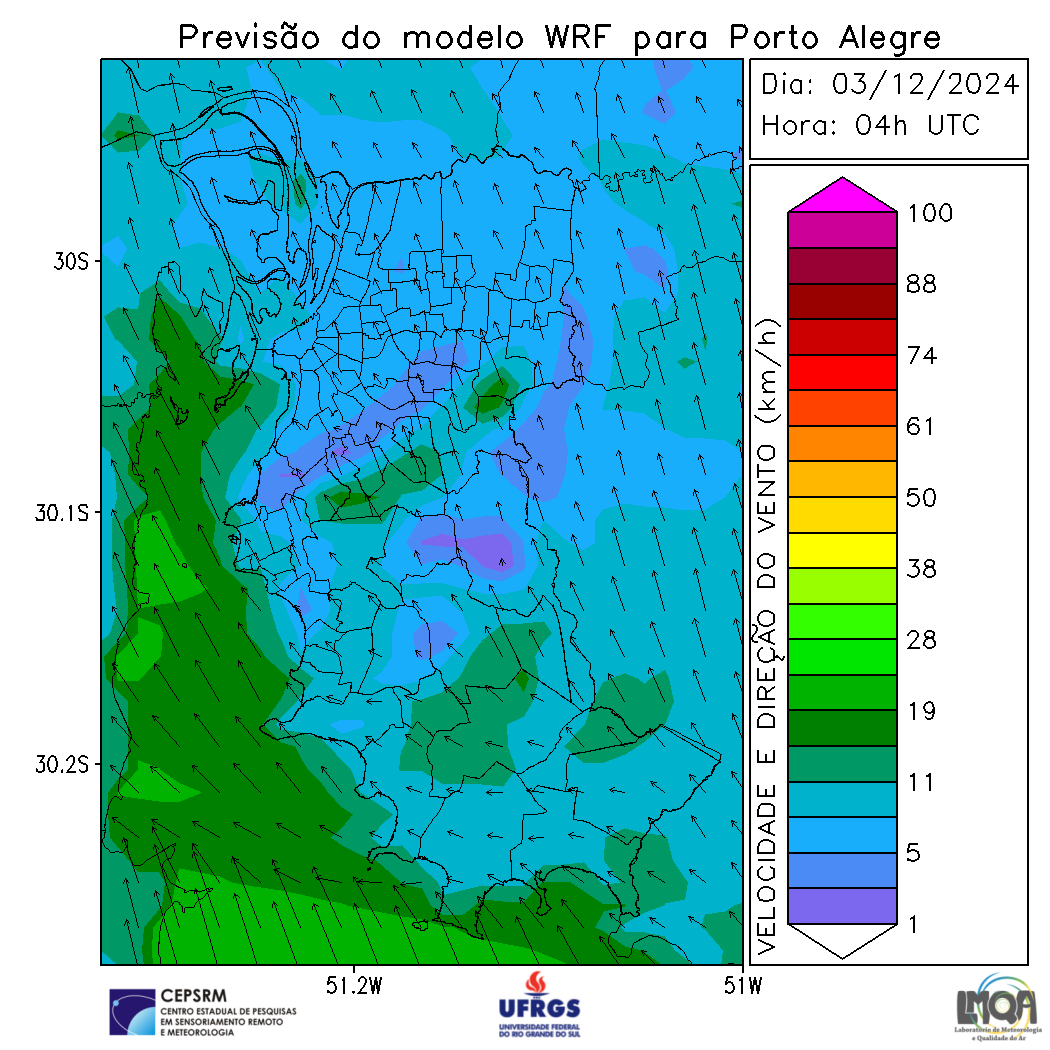 Previsão do modelo WRF para Porto Alegre
Dia: 03/12/2024
Hora: 04h UTC
30S
30.1S
30.2S
51.2W
51W
VELOCIDADE E DIREÇÃO DO VENTO (km/h)
100
88
74
61
50
38
28
19
11
5
1
CEPSRM
CENTRO ESTADUAL DE PESQUISAS
EM SENSORIAMENTO REMOTO
E METEOROLOGIA
UFRGS
UNIVERSIDADE FEDERAL
DO RIO GRANDE DO SUL
LMQA
Laboratório de Meteorologia
e Qualidade do Ar